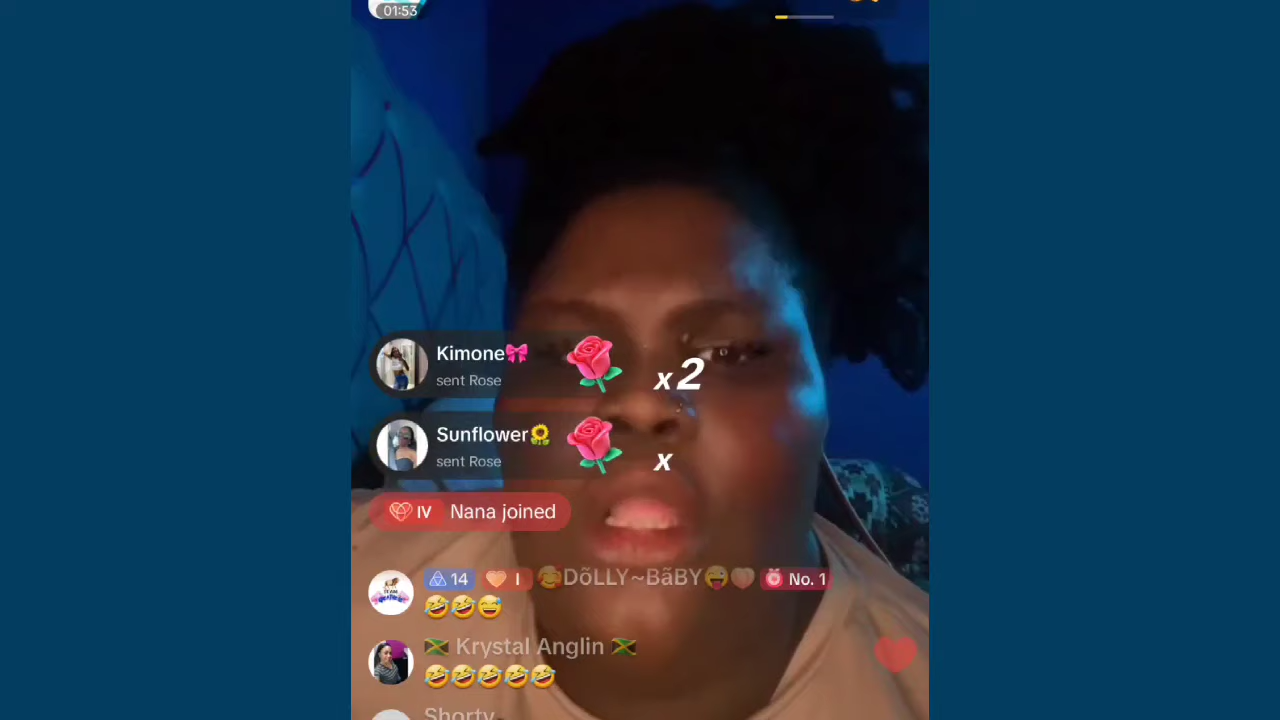 01:53
Kimone🎀
sent Rose
x2
Sunflower🌻
sent Rose
x
IV Nana joined
14 I 🥰DõLLY~BãBY😜🩷 No. 1
🤣🤣😅
🇯🇲 Krystal Anglin 🇯🇲
🤣🤣🤣🤣🤣
Shorty